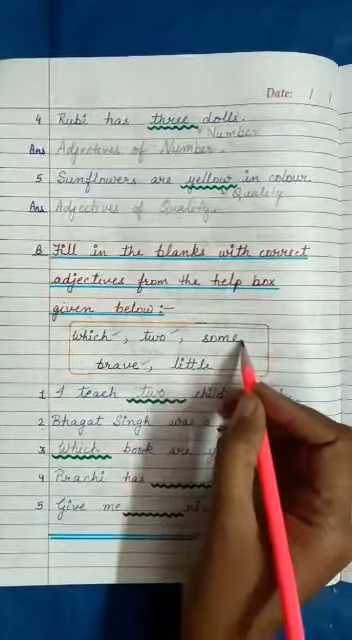 Date: / /
4 Rubi has three dolls.
Number
Ans Adjectives of Number.
5 Sunflowers are yellow in colour.
Quality
Ans Adjectives of Quality.
B Fill in the blanks with correct
adjectives from the help box
given below:-
which, two, some
brave, little
1 I teach two
2 Bhagat Singh was a
3 Which book are
4 Prachi has
5 Give me